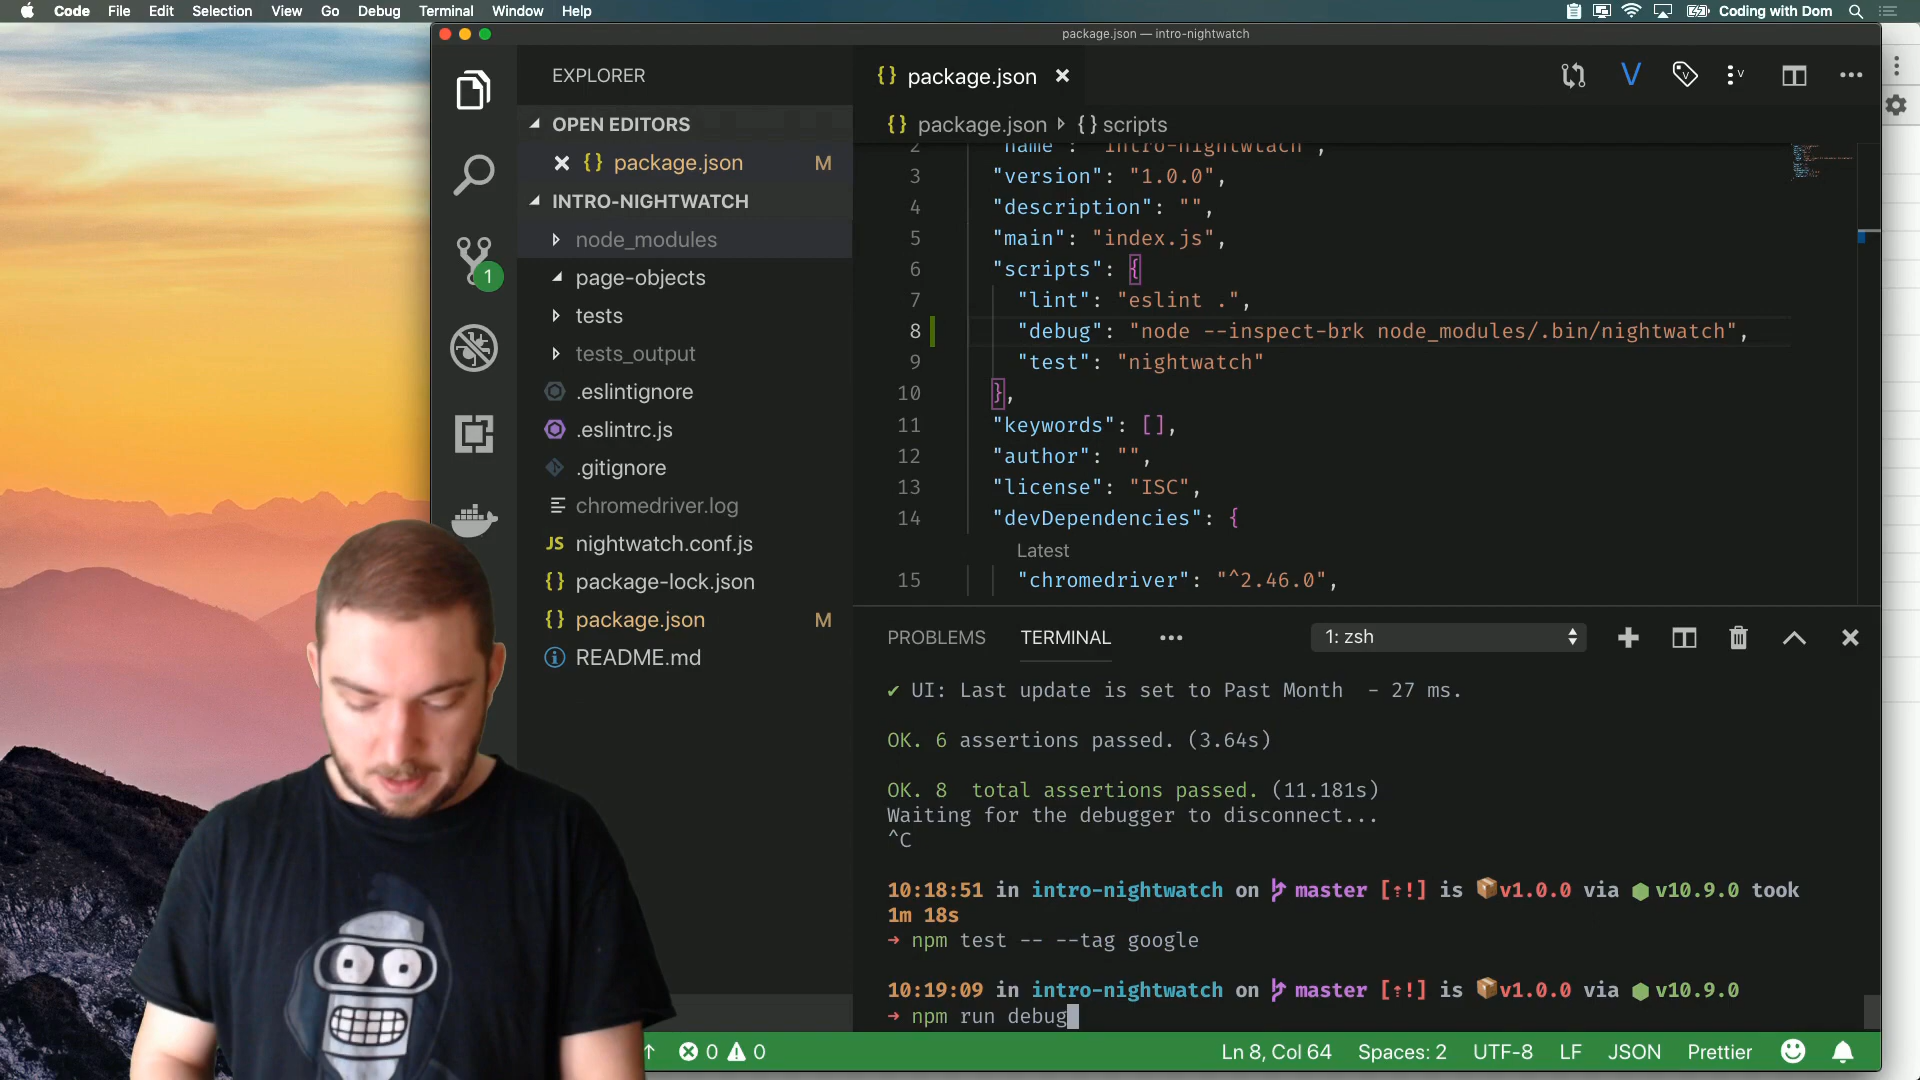 Code File Edit Selection View Go Debug Terminal Window Help
Coding with Dom
package.json — intro-nightwatch
EXPLORER
OPEN EDITORS
package.json M
INTRO-NIGHTWATCH
node_modules
page-objects
tests
tests_output
.eslintignore
.eslintrc.js
.gitignore
chromedriver.log
nightwatch.conf.js
package-lock.json
package.json M
README.md
1
package.json
package.json {} scripts
2 "name": "intro-nightwtach",
3 "version": "1.0.0",
4 "description": "",
5 "main": "index.js",
6 "scripts": {
7 "lint": "eslint .",
8 "debug": "node --inspect-brk node_modules/.bin/nightwatch",
9 "test": "nightwatch"
10 },
11 "keywords": [],
12 "author": "",
13 "license": "ISC",
14 "devDependencies": {
Latest
15 "chromedriver": "^2.46.0",
PROBLEMS TERMINAL ••• 1: zsh
✔ UI: Last update is set to Past Month - 27 ms.
OK. 6 assertions passed. (3.64s)
OK. 8 total assertions passed. (11.181s)
Waiting for the debugger to disconnect...
^C
10:18:51 in intro-nightwatch on master [⇡!] is 📦v1.0.0 via ⬢ v10.9.0 took
1m 18s
➜ npm test -- --tag google
10:19:09 in intro-nightwatch on master [⇡!] is 📦v1.0.0 via ⬢ v10.9.0
➜ npm run debug
0 0 Ln 8, Col 64 Spaces: 2 UTF-8 LF JSON Prettier